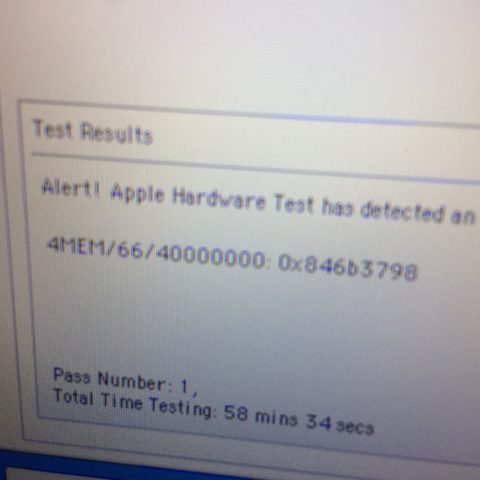 Test Results
Alert! Apple Hardware Test has detected an
4MEM/66/40000000: 0x846b3798
Pass Number: 1,
Total Time Testing: 58 mins 34 secs